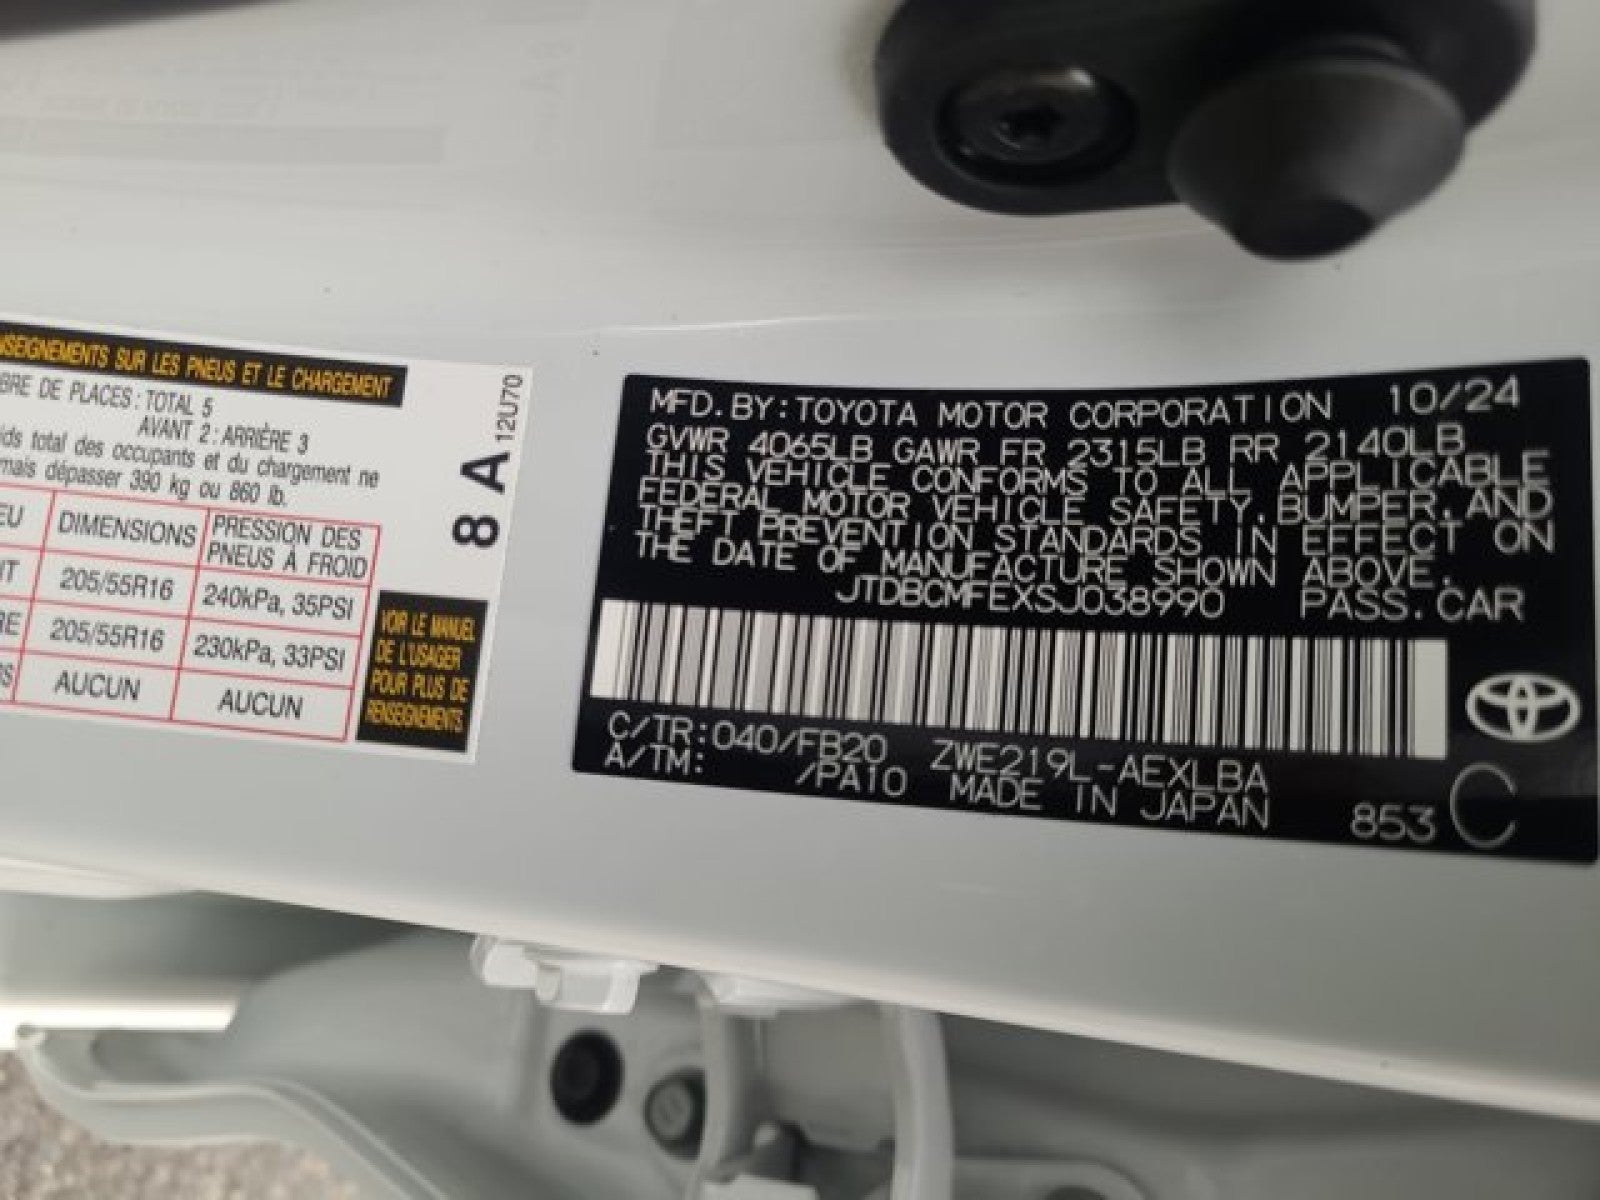 NSEIGNEMENTS SUR LES PNEUS ET LE CHARGEMENT
BRE DE PLACES: TOTAL 5
AVANT 2: ARRIÈRE 3
ids total des occupants et du chargement ne
mais dépasser 390 kg ou 860 lb.
EU DIMENSIONS PRESSION DES PNEUS À FROID
NT 205/55R16 240kPa, 35PSI
RE 205/55R16 230kPa, 33PSI
RS AUCUN AUCUN
8 A 12U70
VOIR LE MANUEL
DE L'USAGER
POUR PLUS DE
RENSEIGNEMENTS
MFD.BY:TOYOTA MOTOR CORPORATION 10/24
GVWR 4065LB GAWR FR 2315LB RR 2140LB
THIS VEHICLE CONFORMS TO ALL APPLICABLE
FEDERAL MOTOR VEHICLE SAFETY,BUMPER,AND
THEFT PREVENTION STANDARDS IN EFFECT ON
THE DATE OF MANUFACTURE SHOWN ABOVE.
JTDBCMFEXSJ038990 PASS.CAR
C/TR:040/FB20 ZWE219L-AEXLBA
A/TM: /PA10 MADE IN JAPAN 853 C